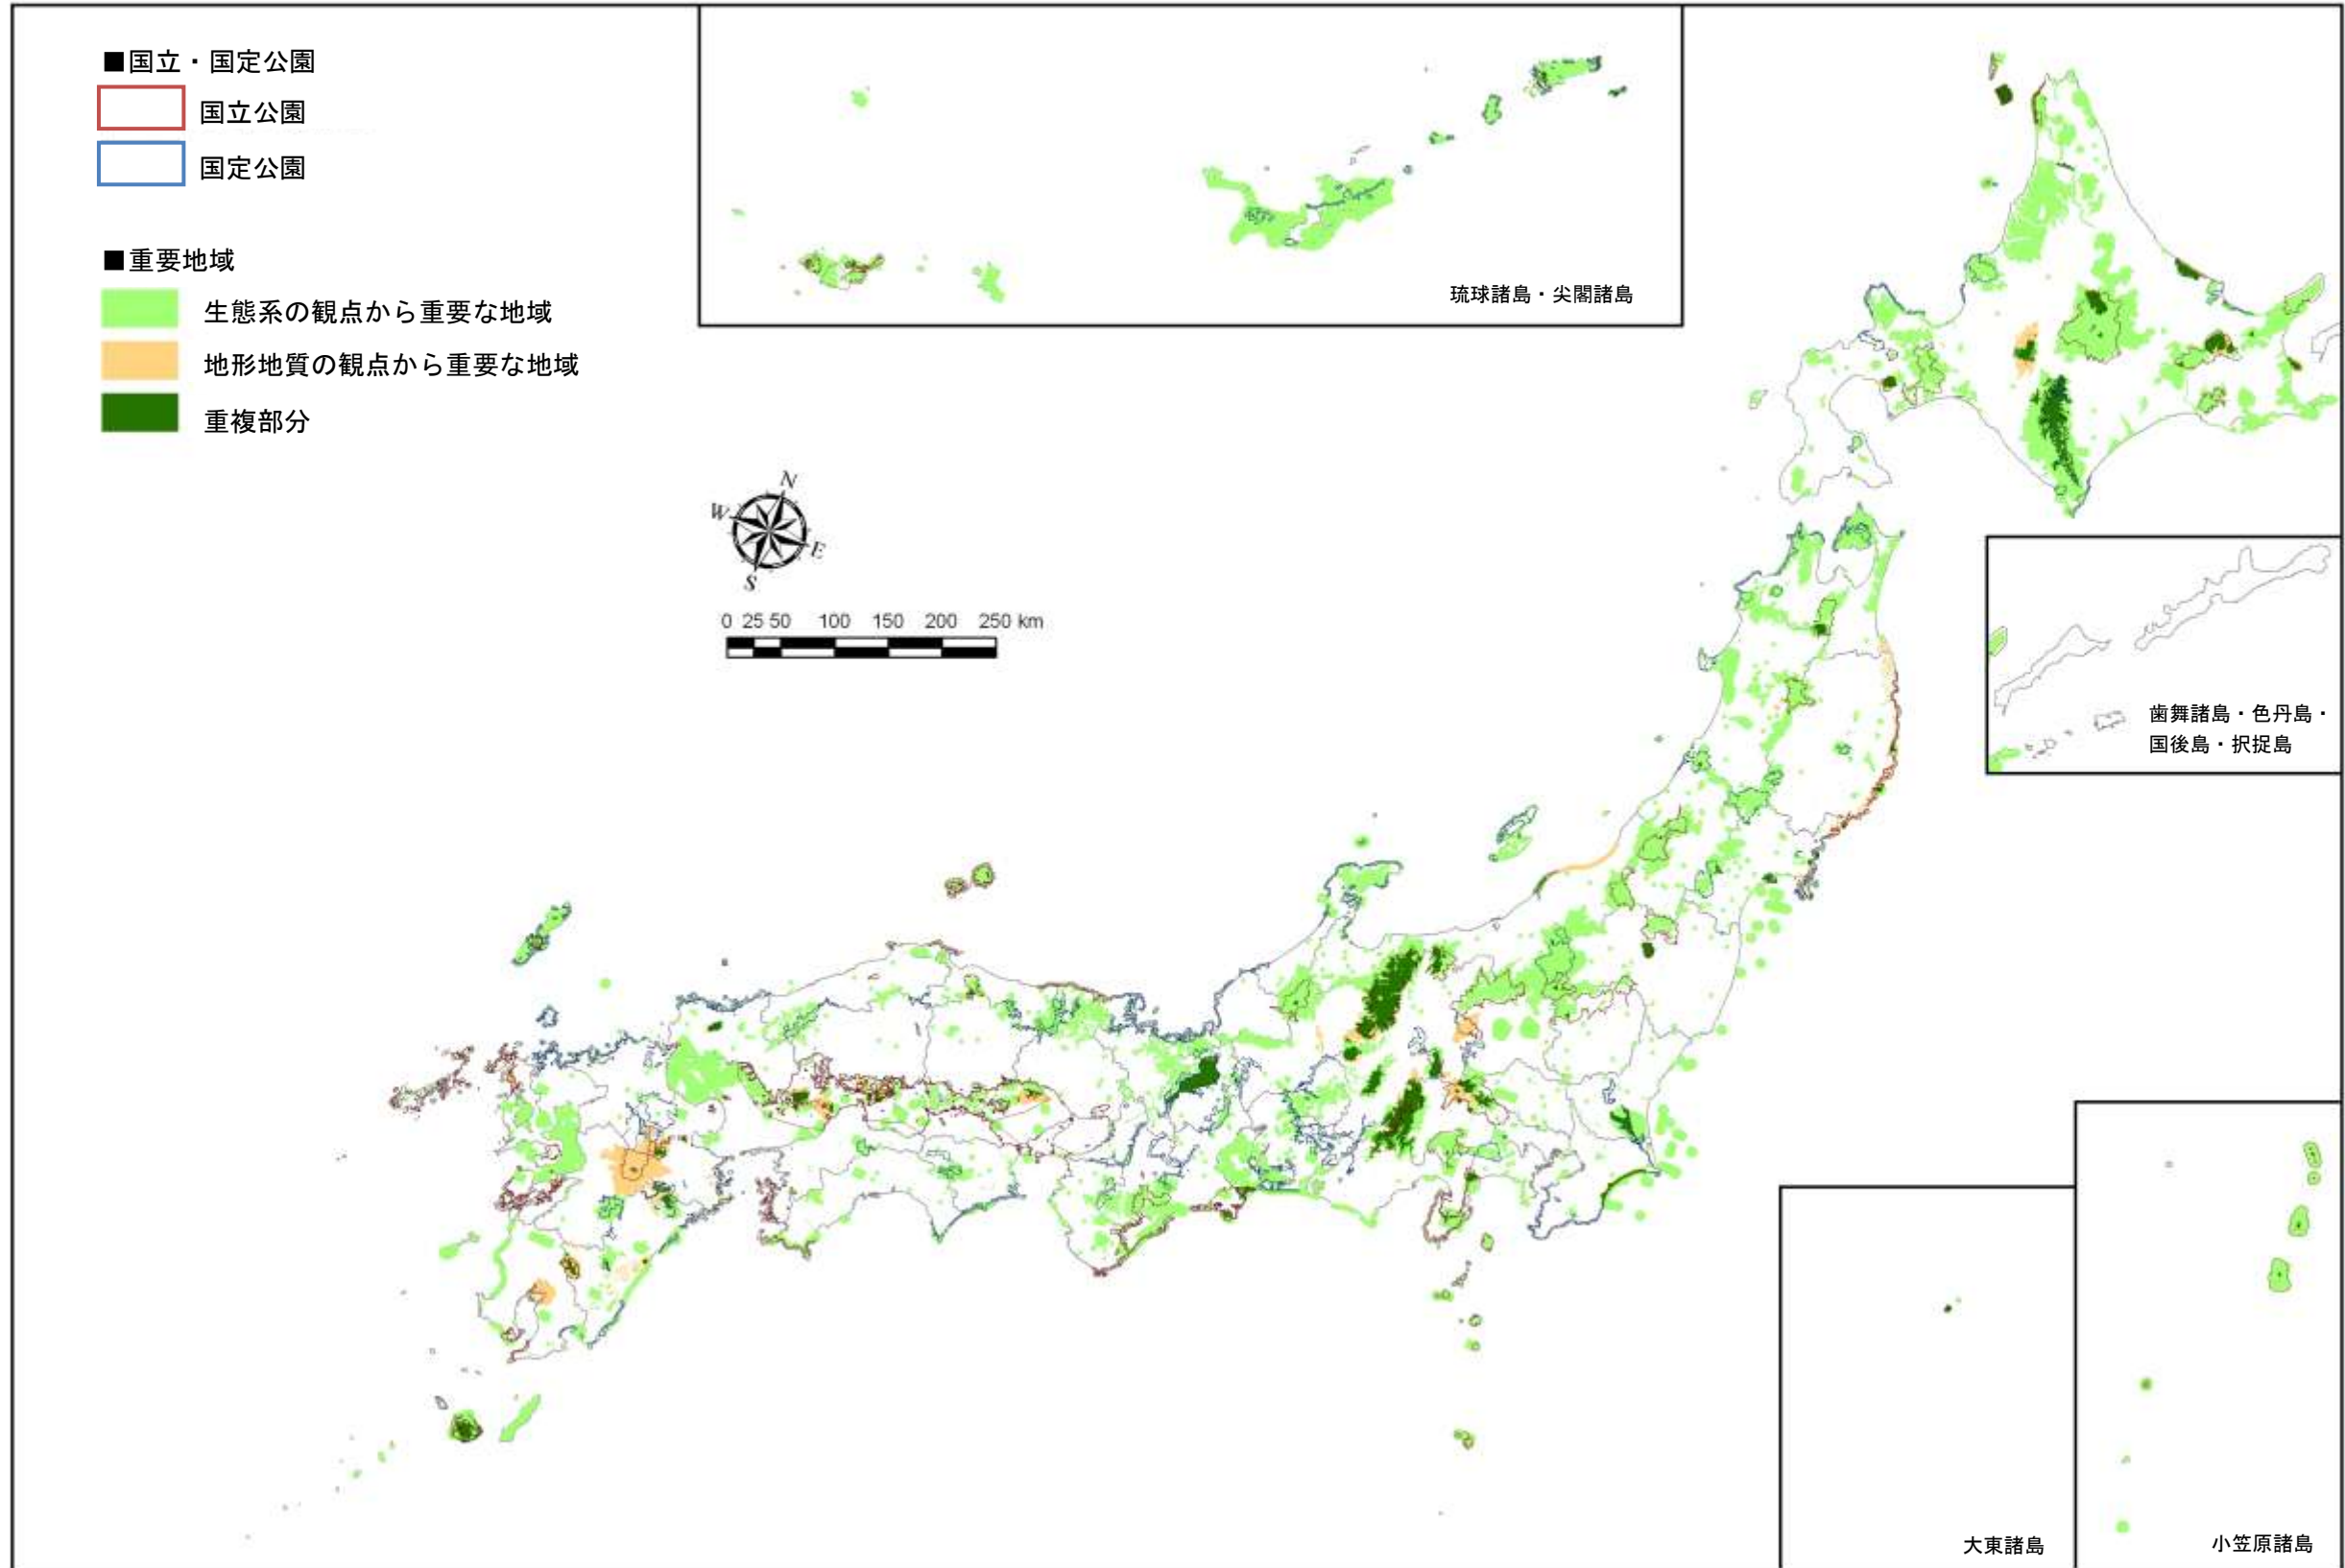 ■国立・国定公園
国立公園
国定公園
■重要地域
生態系の観点から重要な地域
地形地質の観点から重要な地域
重複部分
琉球諸島・尖閣諸島
N
W
E
S
0 25 50 100 150 200 250 km
歯舞諸島・色丹島・
国後島・択捉島
大東諸島
小笠原諸島